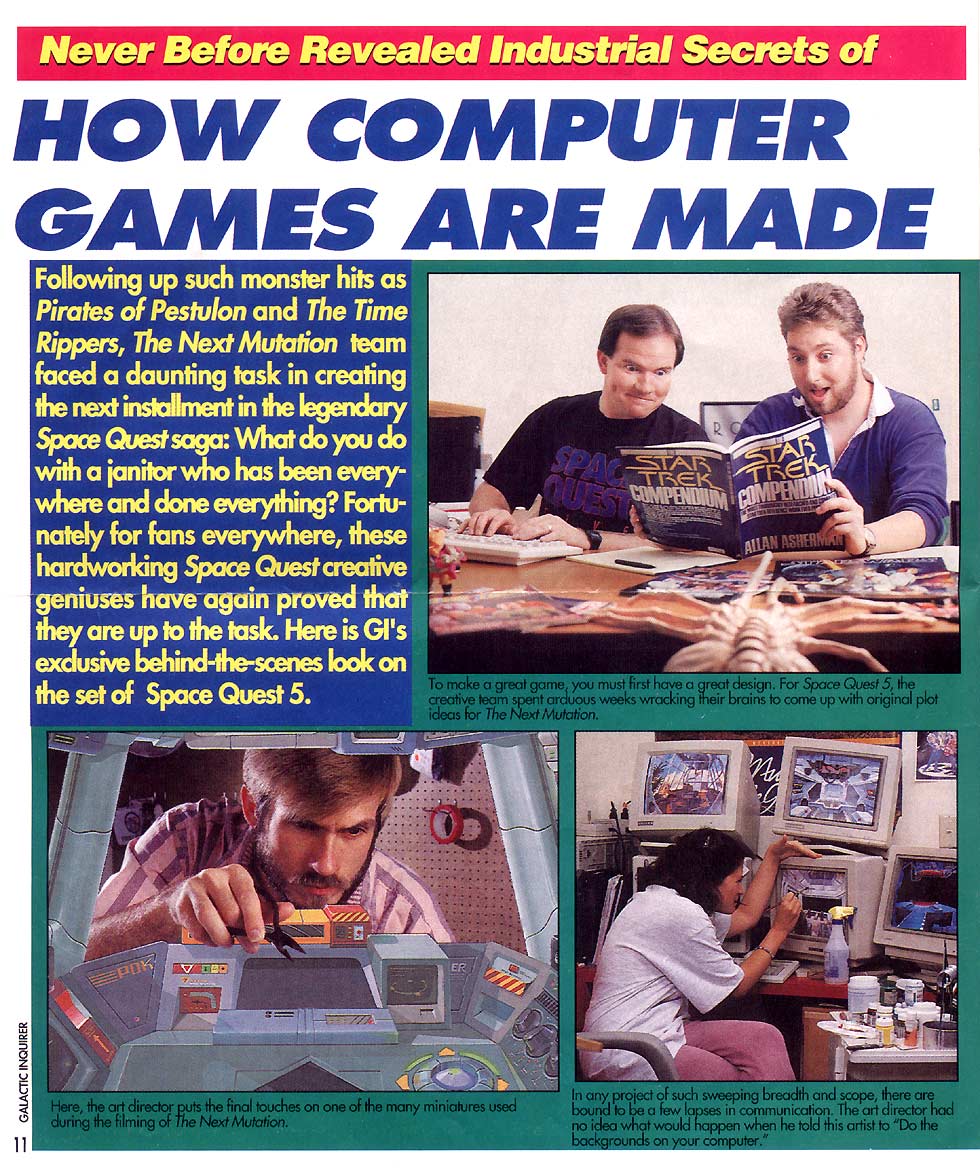 Never Before Revealed Industrial Secrets of
HOW COMPUTER
GAMES ARE MADE
Following up such monster hits as
Pirates of Pestulon and The Time
Rippers, The Next Mutation team
faced a daunting task in creating
the next installment in the legendary
Space Quest saga: What do you do
with a janitor who has been every-
where and done everything? Fortu-
nately for fans everywhere, these
hardworking Space Quest creative
geniuses have again proved that
they are up to the task. Here is GI's
exclusive behind-the-scenes look on
the set of Space Quest 5.
SPAC
QUEST
STAR
TREK
COMPENDIUM
STAR
TREK
COMPENDIUM
ALLAN ASHERMAN
To make a great game, you must first have a great design. For Space Quest 5, the
creative team spent arduous weeks wracking their brains to come up with original plot
ideas for The Next Mutation.
PDK
ER
Here, the art director puts the final touches on one of the many miniatures used
during the filming of The Next Mutation.
In any project of such sweeping breadth and scope, there are
bound to be a few lapses in communication. The art director had
no idea what would happen when he told this artist to "Do the
backgrounds on your computer."
GALACTIC INQUIRER
11